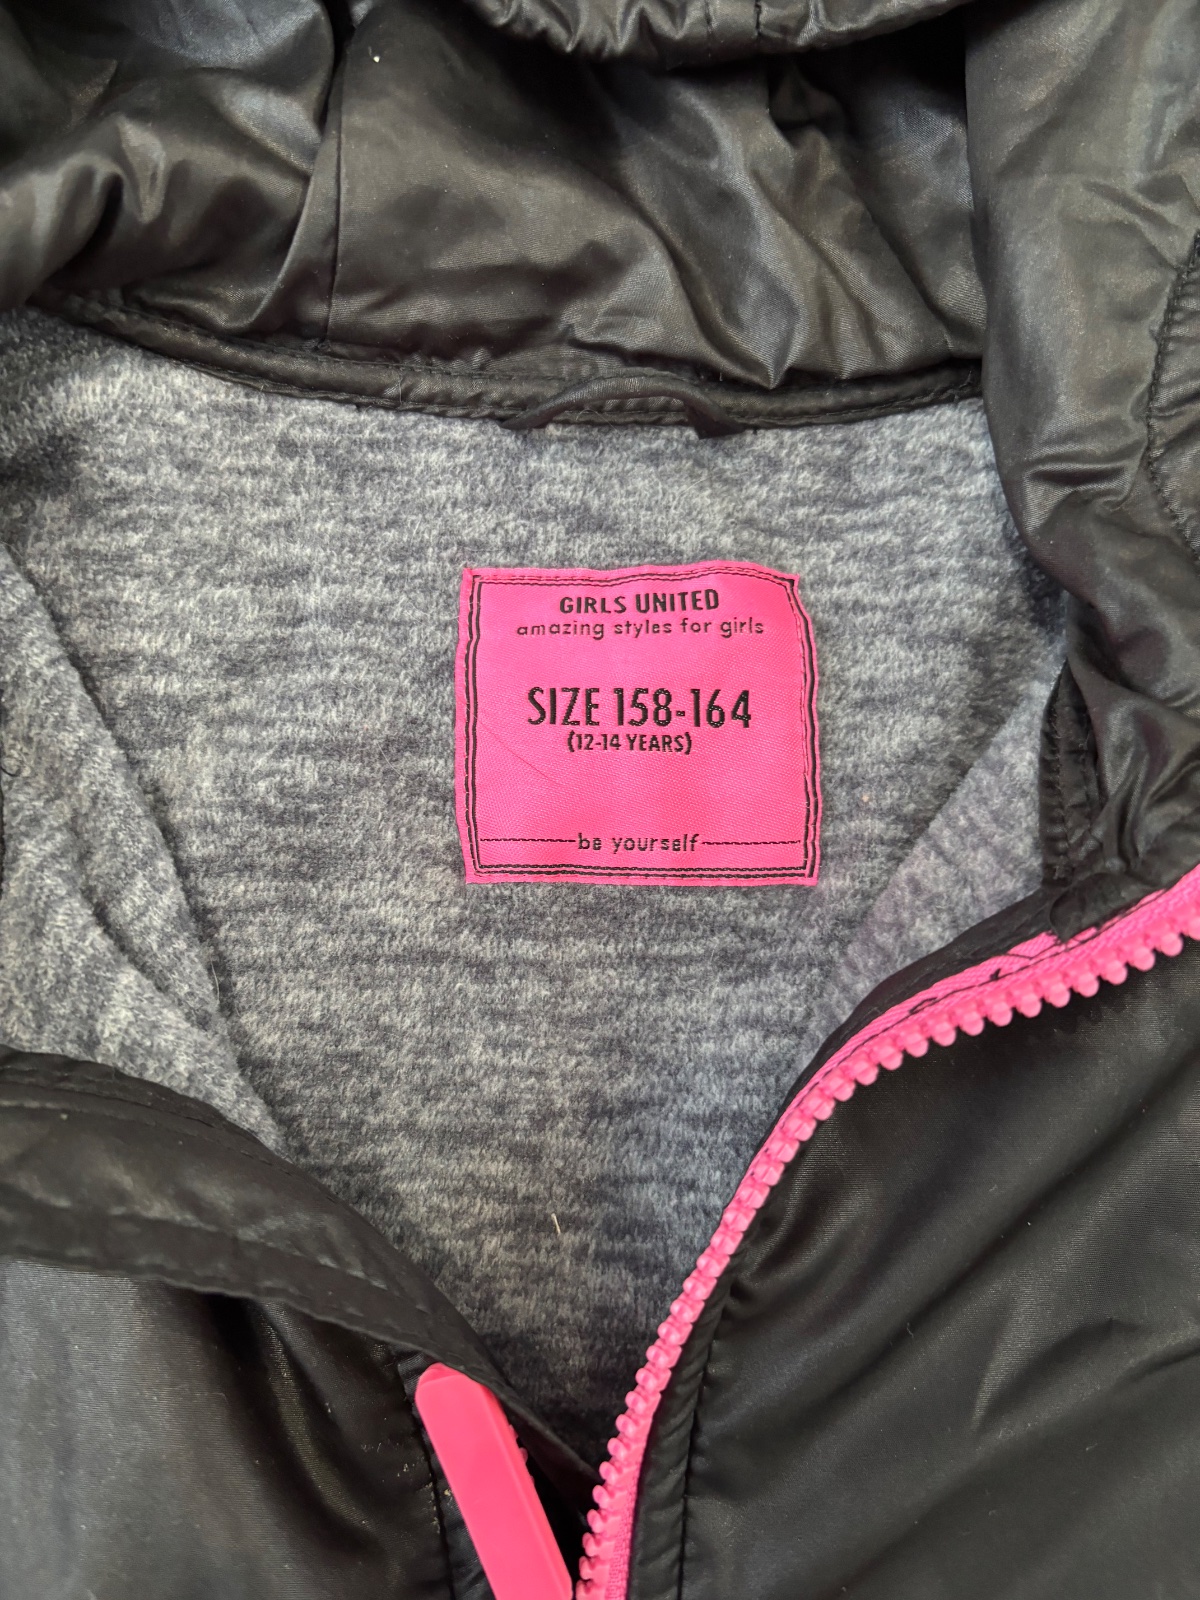 GIRLS UNITED
amazing styles for girls
SIZE 158-164
(12-14 YEARS)
be yourself